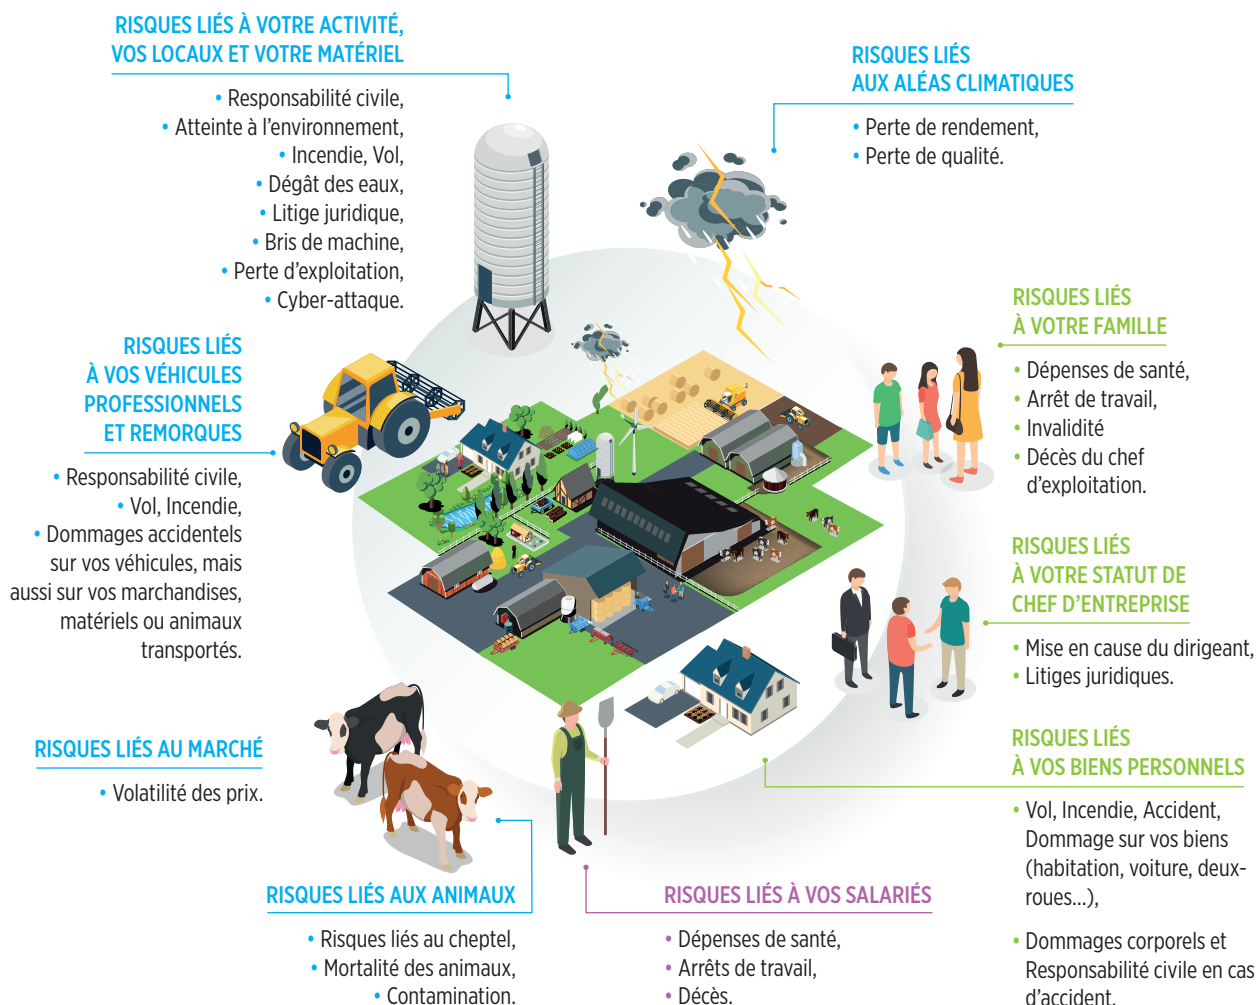 RISQUES LIÉS À VOTRE ACTIVITÉ,
VOS LOCAUX ET VOTRE MATÉRIEL
• Responsabilité civile,
• Atteinte à l'environnement,
• Incendie, Vol,
• Dégât des eaux,
• Litige juridique,
• Bris de machine,
• Perte d'exploitation,
• Cyber-attaque.
RISQUES LIÉS
AUX ALÉAS CLIMATIQUES
• Perte de rendement,
• Perte de qualité.
RISQUES LIÉS
À VOTRE FAMILLE
• Dépenses de santé,
• Arrêt de travail,
• Invalidité
• Décès du chef
d'exploitation.
RISQUES LIÉS
À VOS VÉHICULES
PROFESSIONNELS
ET REMORQUES
• Responsabilité civile,
• Vol, Incendie,
• Dommages accidentels
sur vos véhicules, mais
aussi sur vos marchandises,
matériels ou animaux
transportés.
RISQUES LIÉS
À VOTRE STATUT DE
CHEF D'ENTREPRISE
• Mise en cause du dirigeant,
• Litiges juridiques.
RISQUES LIÉS AU MARCHÉ
• Volatilité des prix.
RISQUES LIÉS
À VOS BIENS PERSONNELS
• Vol, Incendie, Accident,
Dommage sur vos biens
(habitation, voiture, deux-
roues...),
• Dommages corporels et
Responsabilité civile en cas
d'accident.
RISQUES LIÉS AUX ANIMAUX
• Risques liés au cheptel,
• Mortalité des animaux,
• Contamination.
RISQUES LIÉS À VOS SALARIÉS
• Dépenses de santé,
• Arrêts de travail,
• Décès.